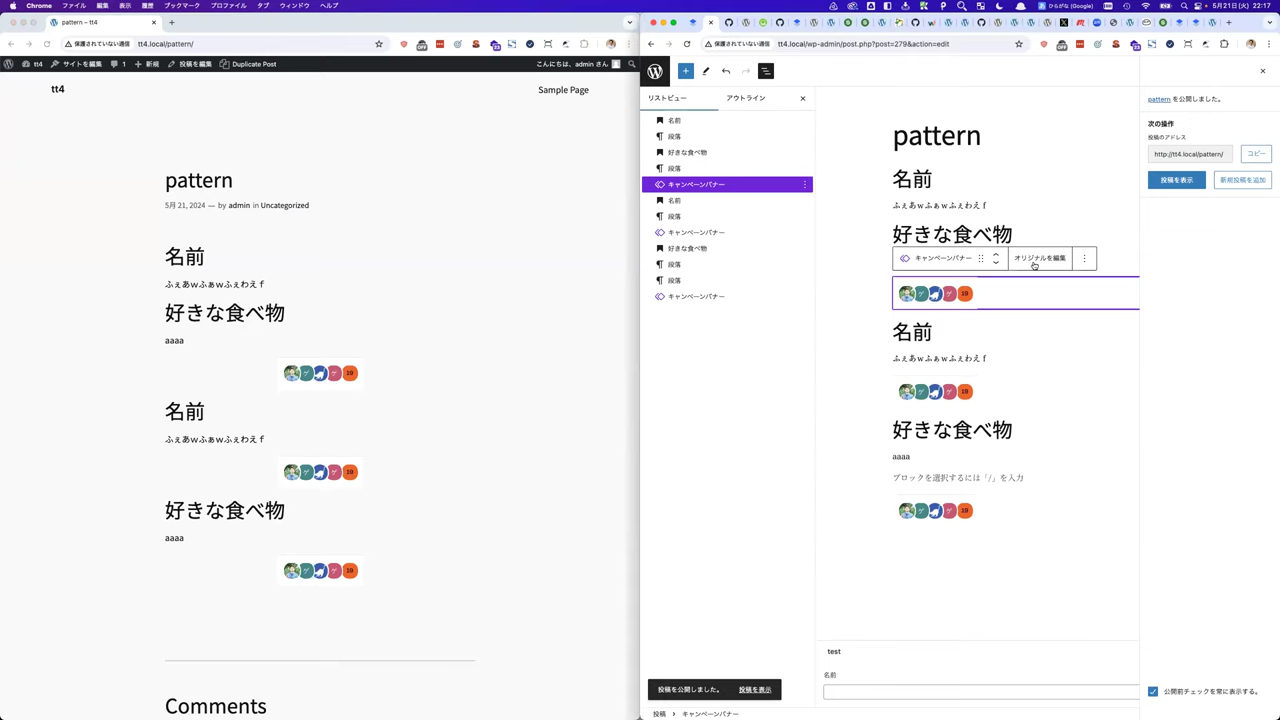 Chrome ファイル 編集 表示 履歴 ブックマーク プロファイル タブ ウィンドウ ヘルプ
ひらがな (Google)
5月21日(火) 22:17
pattern – tt4
保護されていない通信 tt4.local/pattern/
tt4 サイトを編集 1 新規 投稿を編集 Duplicate Post こんにちは、admin さん
tt4
Sample Page
pattern
5月 21, 2024 — by admin in Uncategorized
名前
ふぇあwふぁwふぇわえf
好きな食べ物
aaaa
19
名前
ふぇあwふぁwふぇわえf
19
好きな食べ物
aaaa
19
Comments
保護されていない通信 tt4.local/wp-admin/post.php?post=279&action=edit
リストビュー アウトライン
名前
段落
好きな食べ物
段落
キャンペーンバナー
名前
段落
キャンペーンバナー
好きな食べ物
段落
段落
キャンペーンバナー
pattern
名前
ふぇあwふぁwふぇわえf
好きな食べ物
キャンペーンバナー オリジナルを編集
19
名前
ふぇあwふぁwふぇわえf
19
好きな食べ物
aaaa
ブロックを選択するには「/」を入力
19
test
名前
投稿を公開しました。 投稿を表示
投稿 › キャンペーンバナー
pattern を公開しました。
次の操作
投稿のアドレス
http://tt4.local/pattern/ コピー
投稿を表示 新規投稿を追加
公開前チェックを常に表示する。